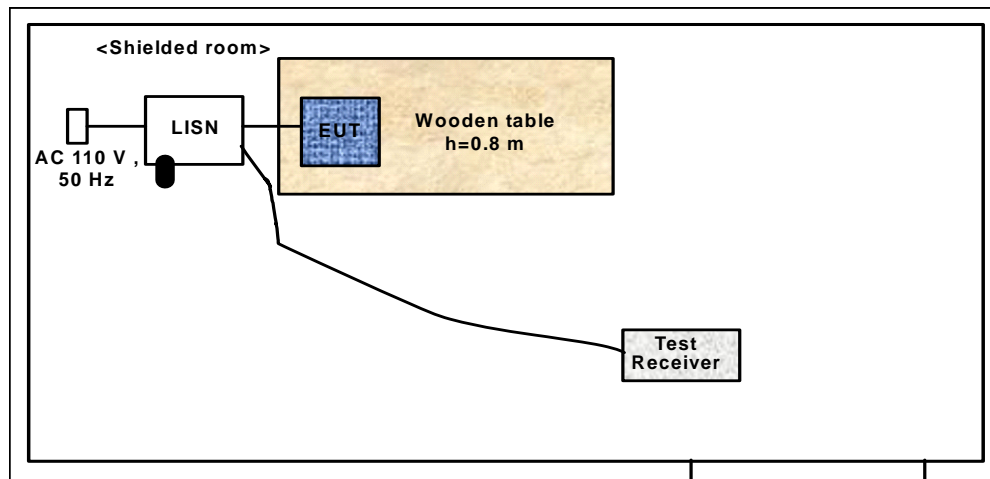 <Shielded room>
LISN
EUT
Wooden table
h=0.8 m
AC 110 V ,
50 Hz
Test
Receiver